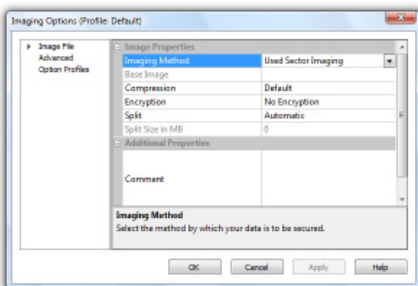 Imaging Options (Profile: Default)
Image File
Advanced
Option Profiles
Image Properties
Imaging Method Used Sector Imaging
Base Image
Compression Default
Encryption No Encryption
Split Automatic
Split Size in MB 0
Additional Properties
Comment
Imaging Method
Select the method by which your data is to be secured.
OK Cancel Apply Help